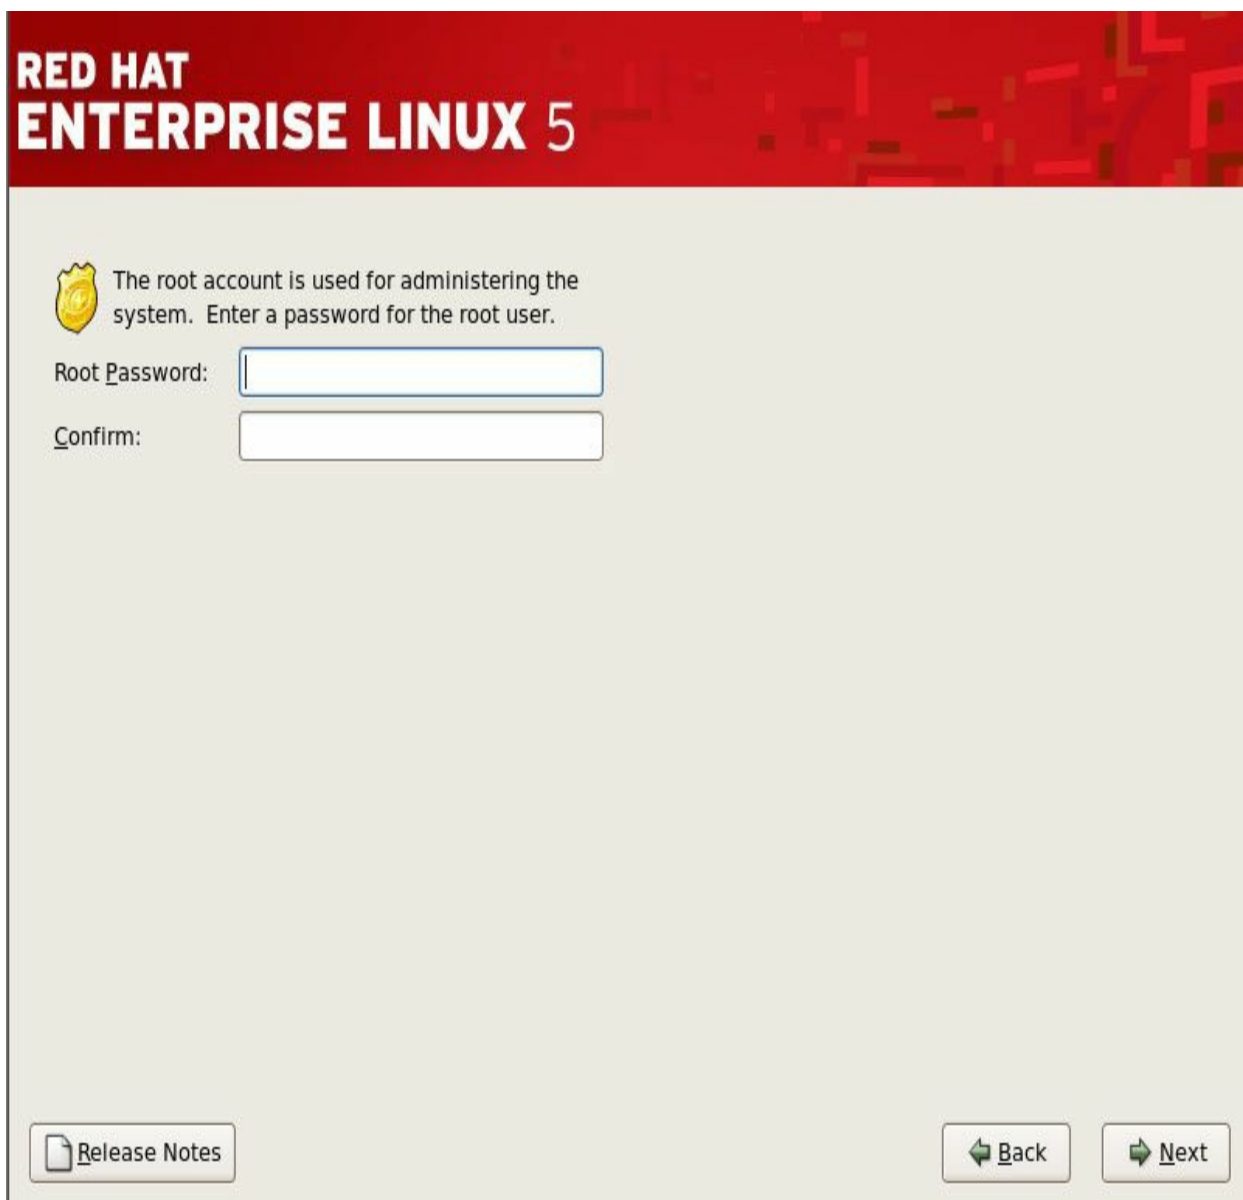 RED HAT
ENTERPRISE LINUX 5
The root account is used for administering the
system.  Enter a password for the root user.
Root Password:
Confirm:
Release Notes
Back
Next